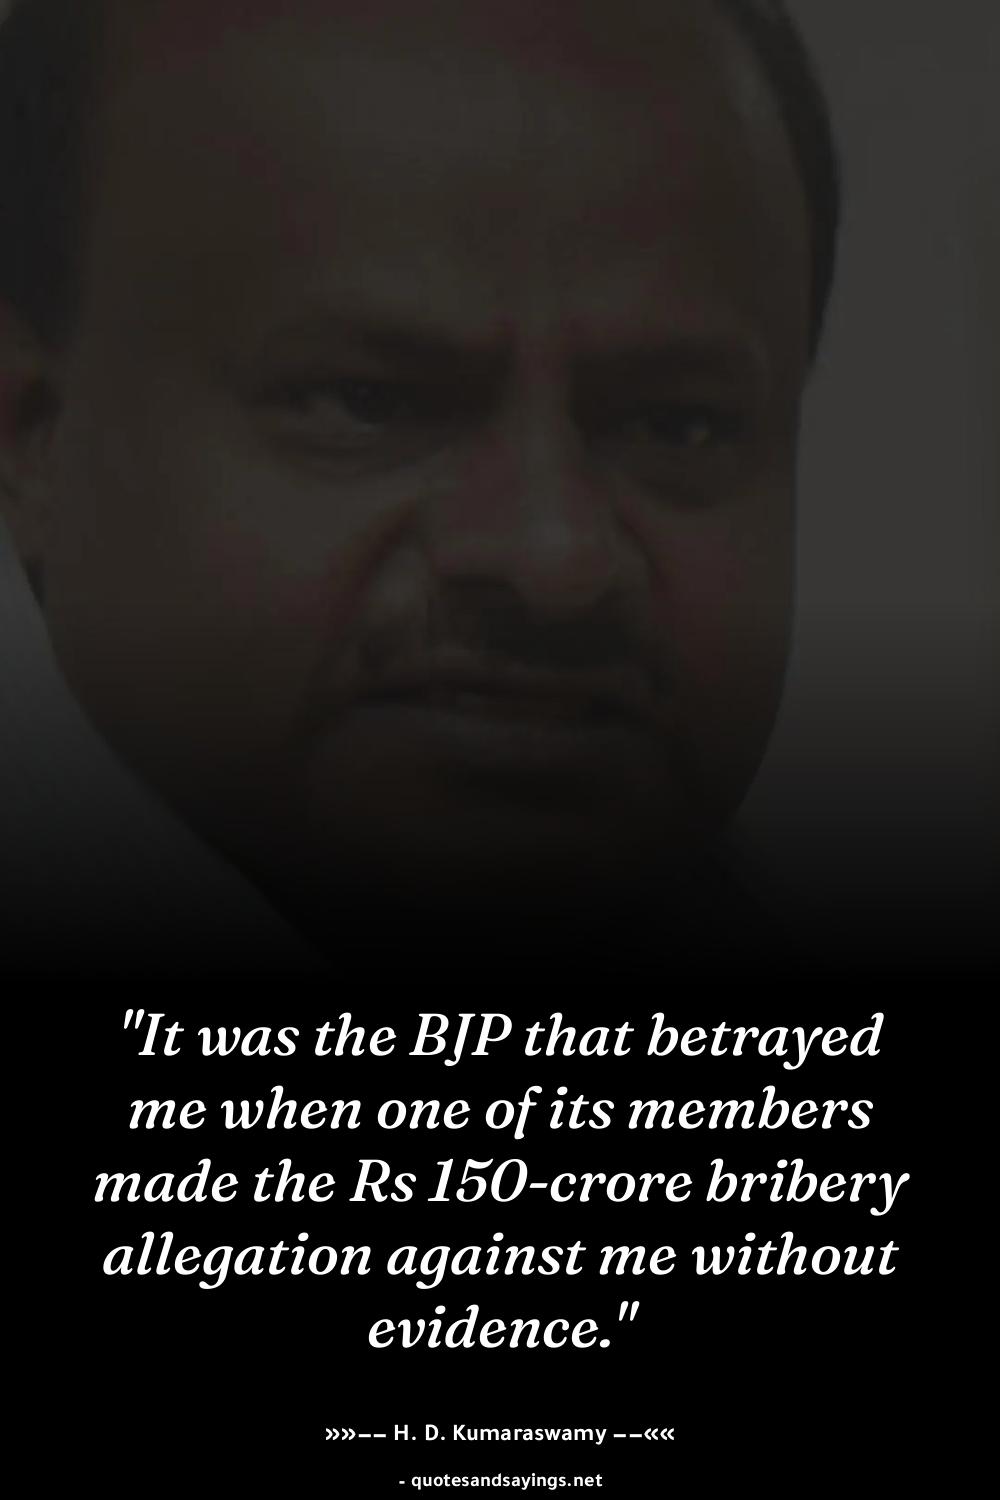 "It was the BJP that betrayed
me when one of its members
made the Rs 150-crore bribery
allegation against me without
evidence."
»»−− H. D. Kumaraswamy −−««
- quotesandsayings.net